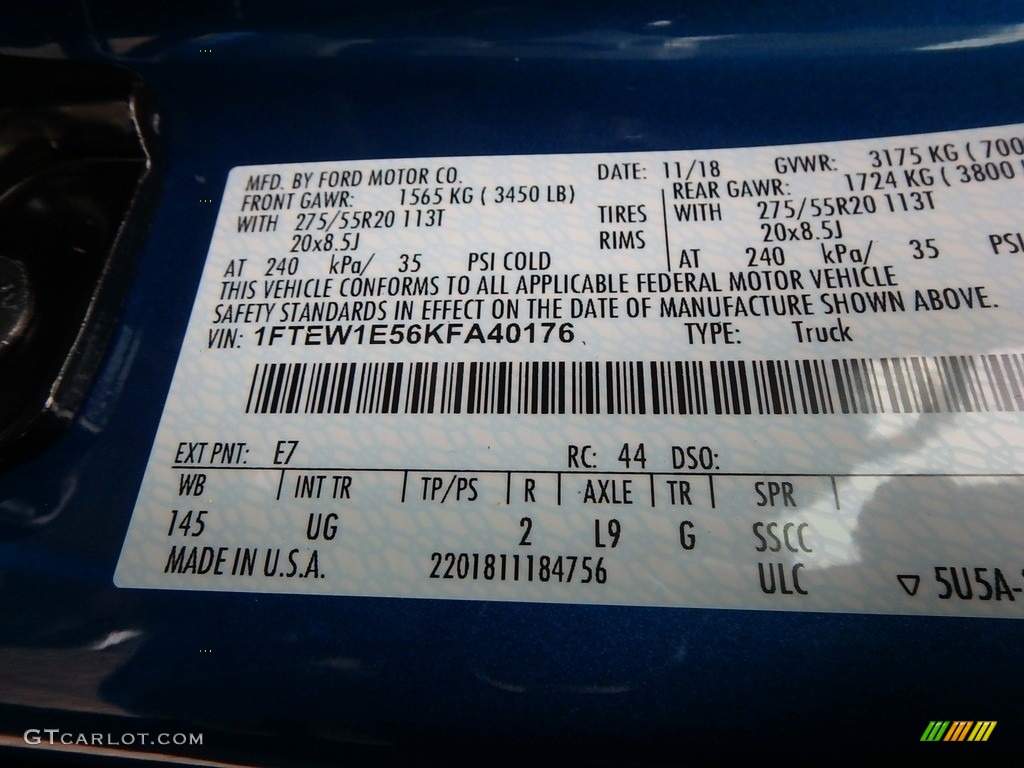 MFD. BY FORD MOTOR CO. DATE: 11/18 GVWR: 3175 KG ( 700
FRONT GAWR: 1565 KG ( 3450 LB) REAR GAWR: 1724 KG ( 3800
WITH 275/55R20 113T TIRES WITH 275/55R20 113T
20x8.5J RIMS 20x8.5J
AT 240 kPa/ 35 PSI COLD AT 240 kPa/ 35 PSI
THIS VEHICLE CONFORMS TO ALL APPLICABLE FEDERAL MOTOR VEHICLE
SAFETY STANDARDS IN EFFECT ON THE DATE OF MANUFACTURE SHOWN ABOVE.
VIN: 1FTEW1E56KFA40176 TYPE: Truck
EXT PNT: E7 RC: 44 DSO:
WB INT TR TP/PS R AXLE TR SPR
145 UG 2 L9 G SSCC
MADE IN U.S.A. 2201811184756 ULC 5U5A-
GTCARLOT.COM